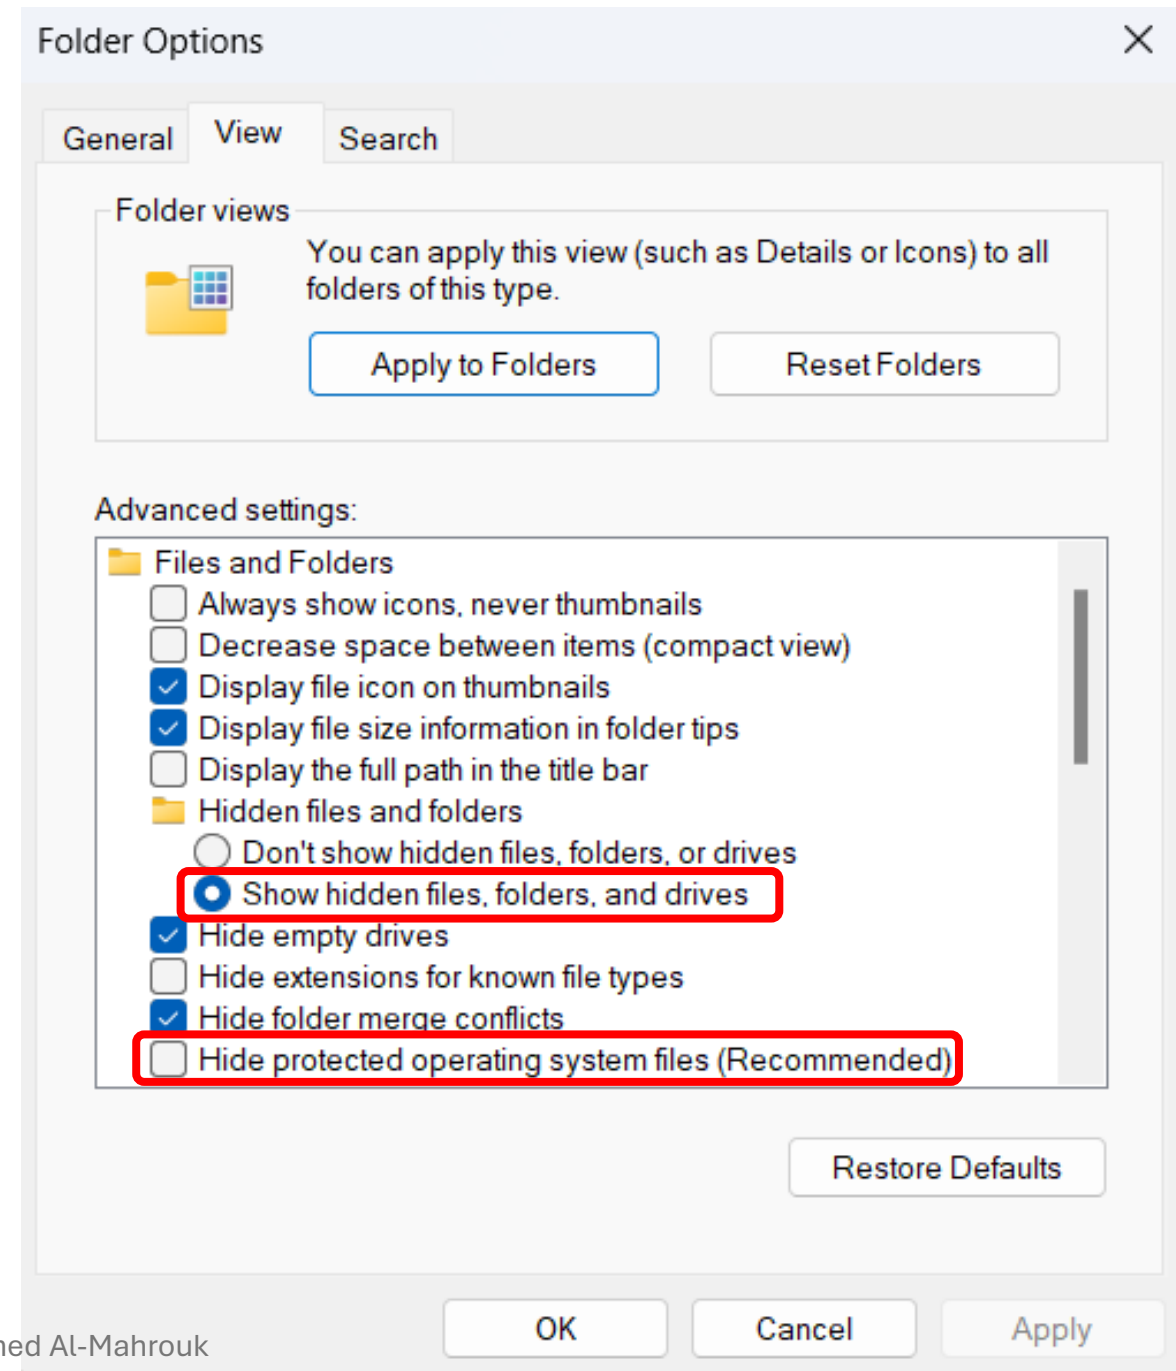 Folder Options
General
View
Search
Folder views
You can apply this view (such as Details or Icons) to all
folders of this type.
Apply to Folders
Reset Folders
Advanced settings:
Files and Folders
Always show icons, never thumbnails
Decrease space between items (compact view)
Display file icon on thumbnails
Display file size information in folder tips
Display the full path in the title bar
Hidden files and folders
Don't show hidden files, folders, or drives
Show hidden files, folders, and drives
Hide empty drives
Hide extensions for known file types
Hide folder merge conflicts
Hide protected operating system files (Recommended)
Restore Defaults
OK
Cancel
Apply
Al-Mahrouk